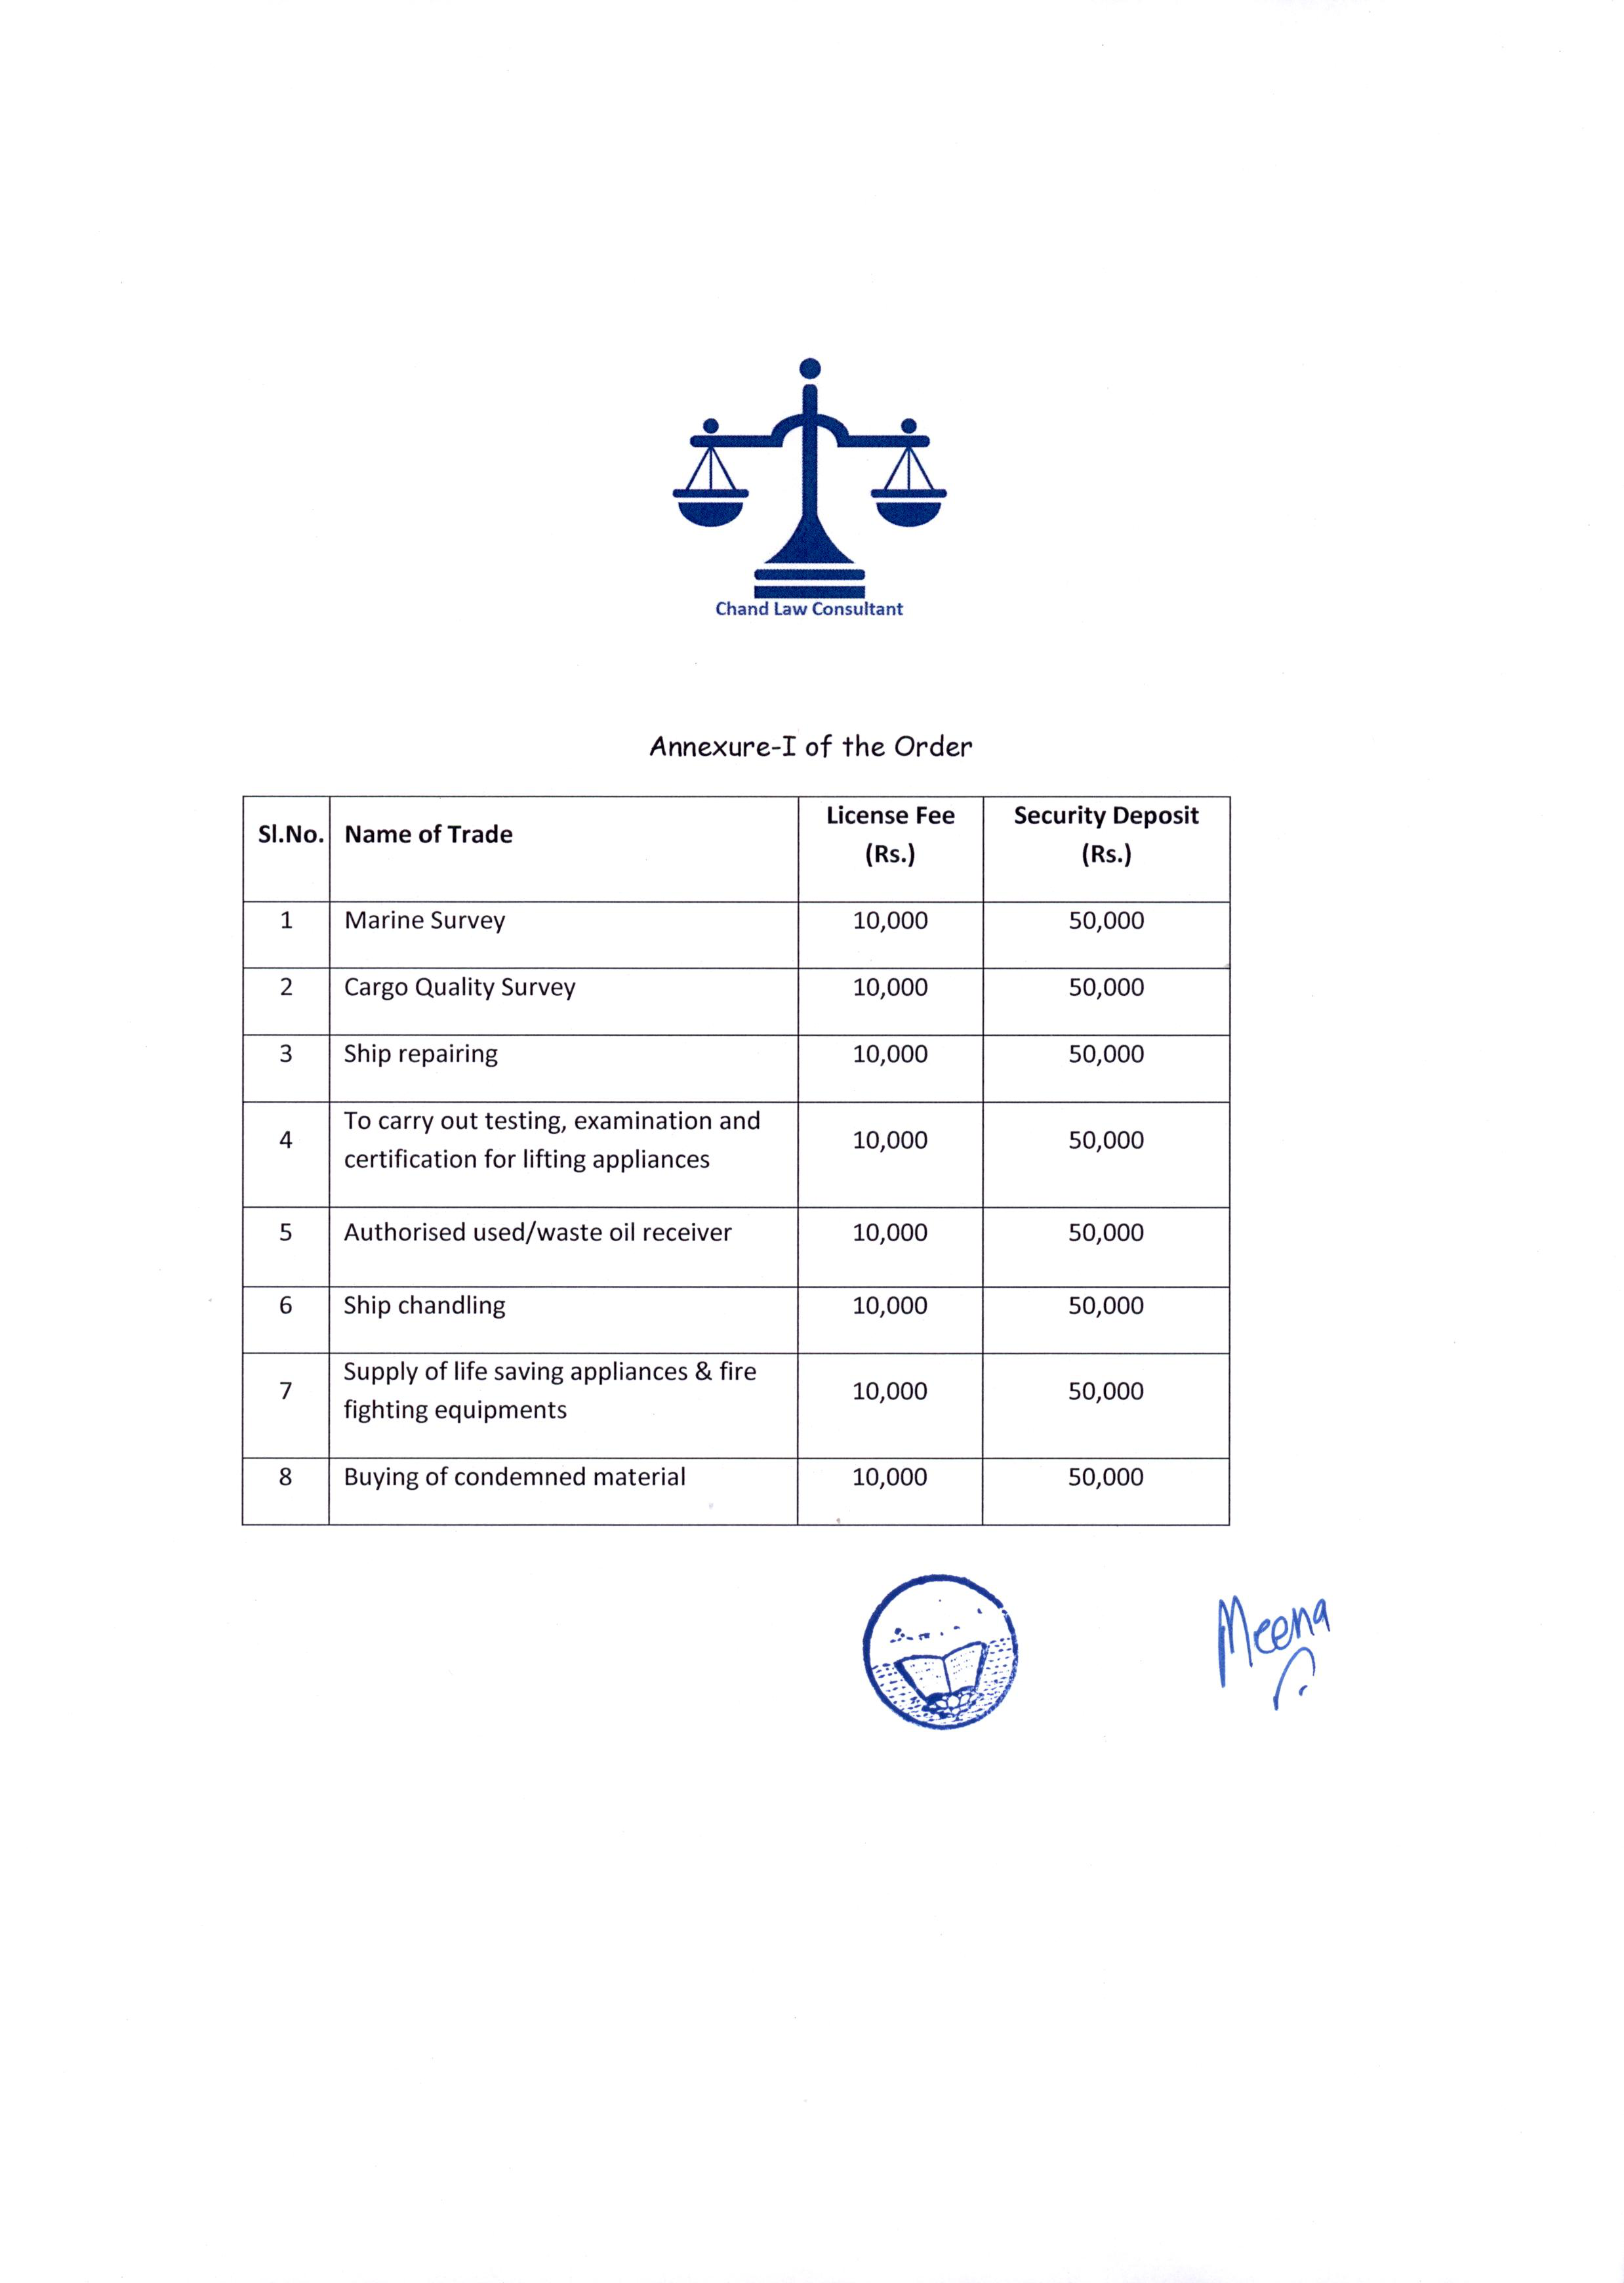 Chand Law Consultant
Annexure-I of the Order
Sl.No. Name of Trade License Fee (Rs.) Security Deposit (Rs.)
1 Marine Survey 10,000 50,000
2 Cargo Quality Survey 10,000 50,000
3 Ship repairing 10,000 50,000
4 To carry out testing, examination and
certification for lifting appliances 10,000 50,000
5 Authorised used/waste oil receiver 10,000 50,000
6 Ship chandling 10,000 50,000
7 Supply of life saving appliances & fire
fighting equipments 10,000 50,000
8 Buying of condemned material 10,000 50,000
Meena